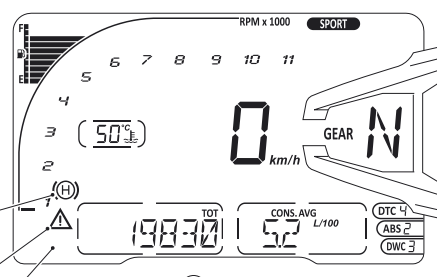 RPM x 1000 SPORT
F
E
1 2 3 4 5 6 7 8 9 10 11
50 °C
0 km/h
GEAR N
(H)
TOT
19830
CONS. AVG
5.2 L/100
DTC 4
ABS 2
DWC 3